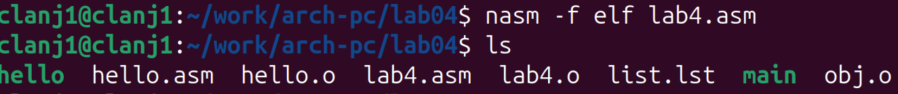 clanj1@clanj1:~/work/arch-pc/lab04$ nasm -f elf lab4.asm
clanj1@clanj1:~/work/arch-pc/lab04$ ls
hello  hello.asm  hello.o  lab4.asm  lab4.o  list.lst  main  obj.o